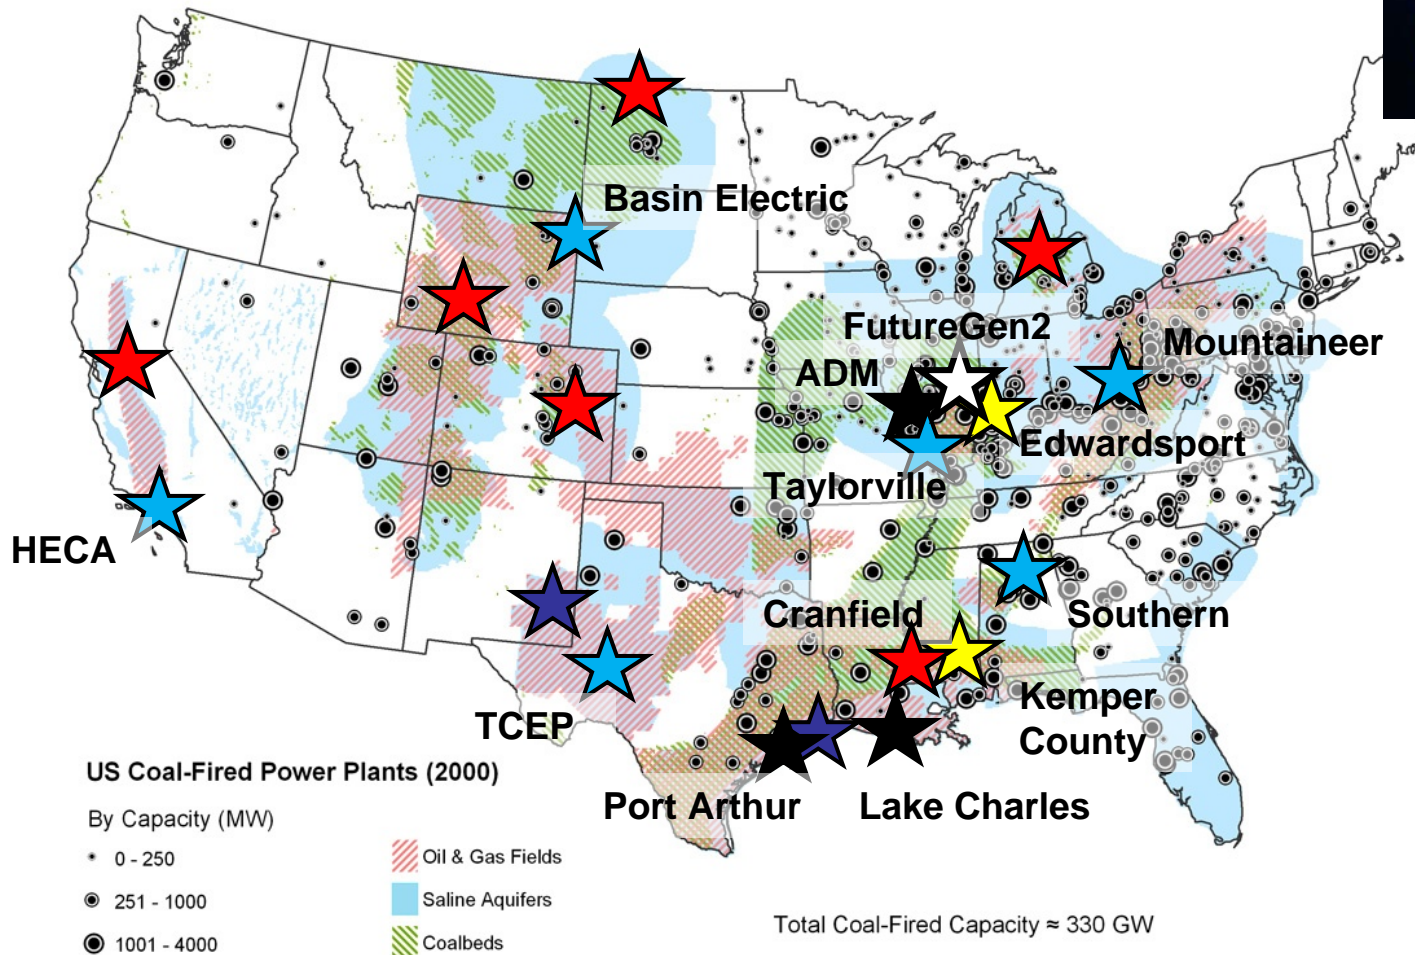 Basin Electric
FutureGen2
Mountaineer
ADM
Edwardsport
Taylorville
HECA
Cranfield
Southern
Kemper
County
TCEP
Port Arthur
Lake Charles
US Coal-Fired Power Plants (2000)
By Capacity (MW)
0 - 250
251 - 1000
1001 - 4000
Oil & Gas Fields
Saline Aquifers
Coalbeds
Total Coal-Fired Capacity ≈ 330 GW